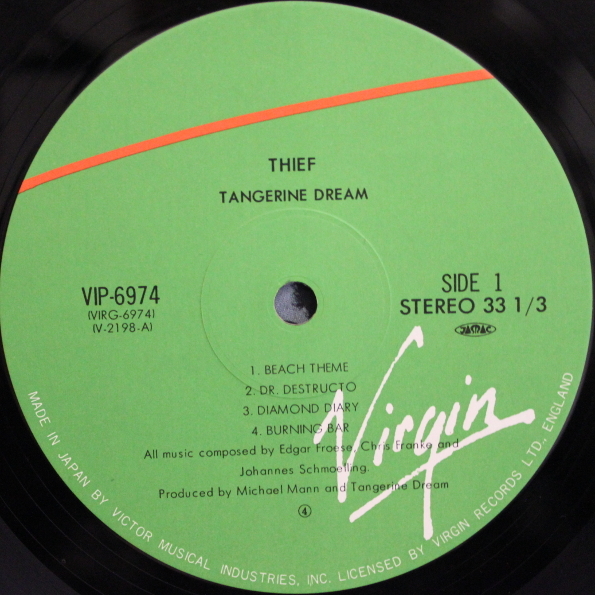 THIEF
TANGERINE DREAM
VIP-6974
(VIRG-6974)
(V-2198-A)
SIDE 1
STEREO 33 1/3
JASRAC
1. BEACH THEME
2. DR. DESTRUCTO
3. DIAMOND DIARY
4. BURNING BAR
All music composed by Edgar Froese, Chris Franke and
Johannes Schmoelling.
Produced by Michael Mann and Tangerine Dream
④
Virgin
MADE IN JAPAN BY VICTOR MUSICAL INDUSTRIES, INC. LICENSED BY VIRGIN RECORDS LTD., ENGLAND